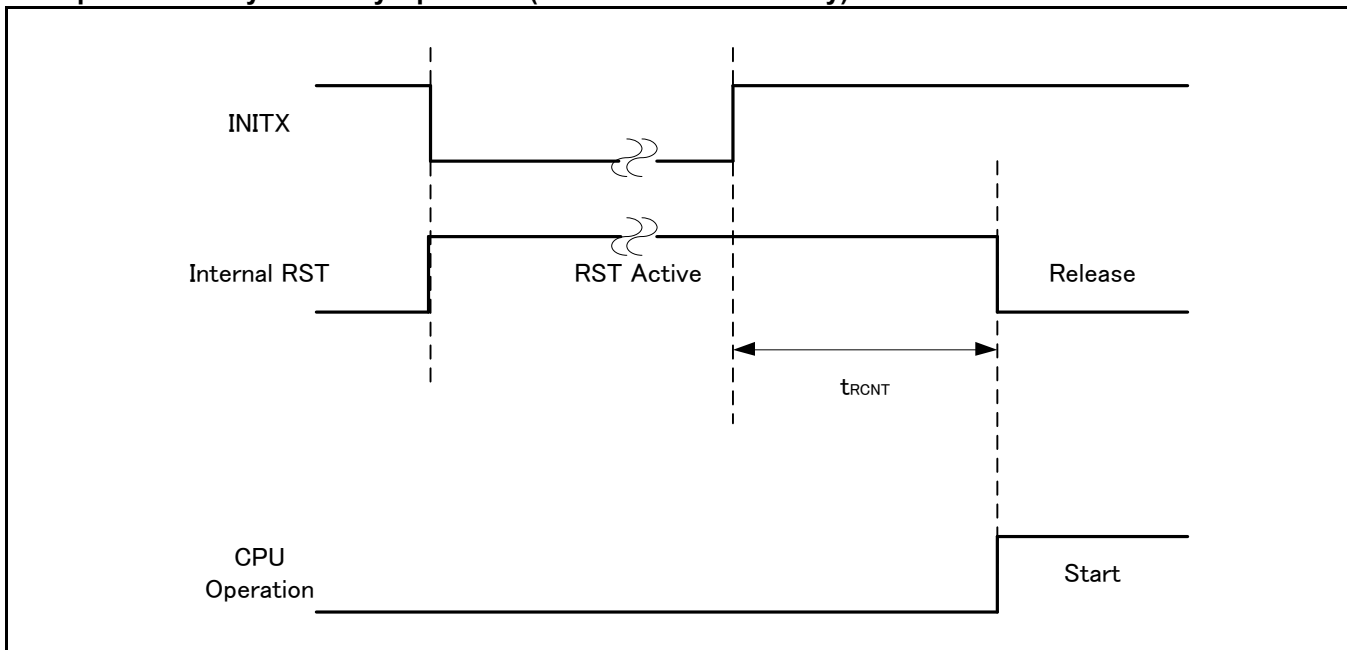 INITX
Internal RST
RST Active
Release
tRCNT
CPU
Operation
Start